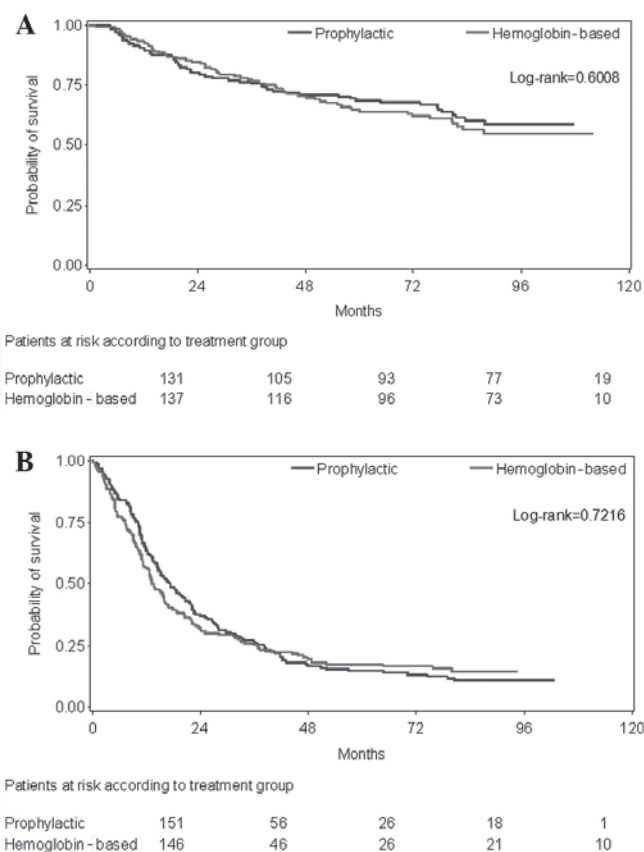 A
1.00
Prophylactic Hemoglobin-based
Log-rank=0.6008
0.75
0.50
0.25
0.00
Probability of survival
0 24 48 72 96 120
Months
Patients at risk according to treatment group
Prophylactic 131 105 93 77 19
Hemoglobin - based 137 116 96 73 10
B
1.00
Prophylactic Hemoglobin-based
Log-rank=0.7216
0.75
0.50
0.25
0.00
Probability of survival
0 24 48 72 96 120
Months
Patients at risk according to treatment group
Prophylactic 151 56 26 18 1
Hemoglobin - based 146 46 26 21 10